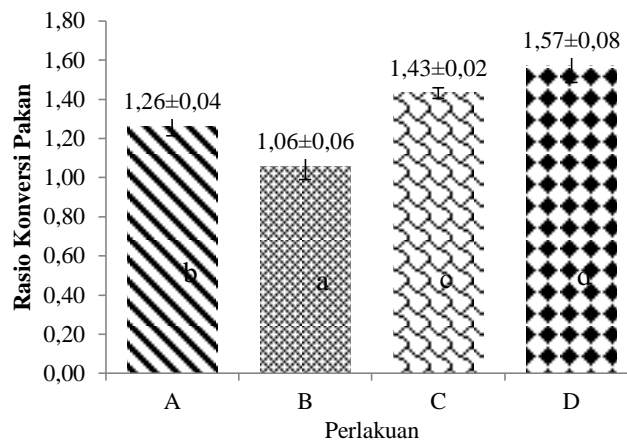 Rasio Konversi Pakan
1,80
1,60
1,40
1,20
1,00
0,80
0,60
0,40
0,20
0,00
1,26±0,04
1,06±0,06
1,43±0,02
1,57±0,08
b
a
c
d
A
B
C
D
Perlakuan